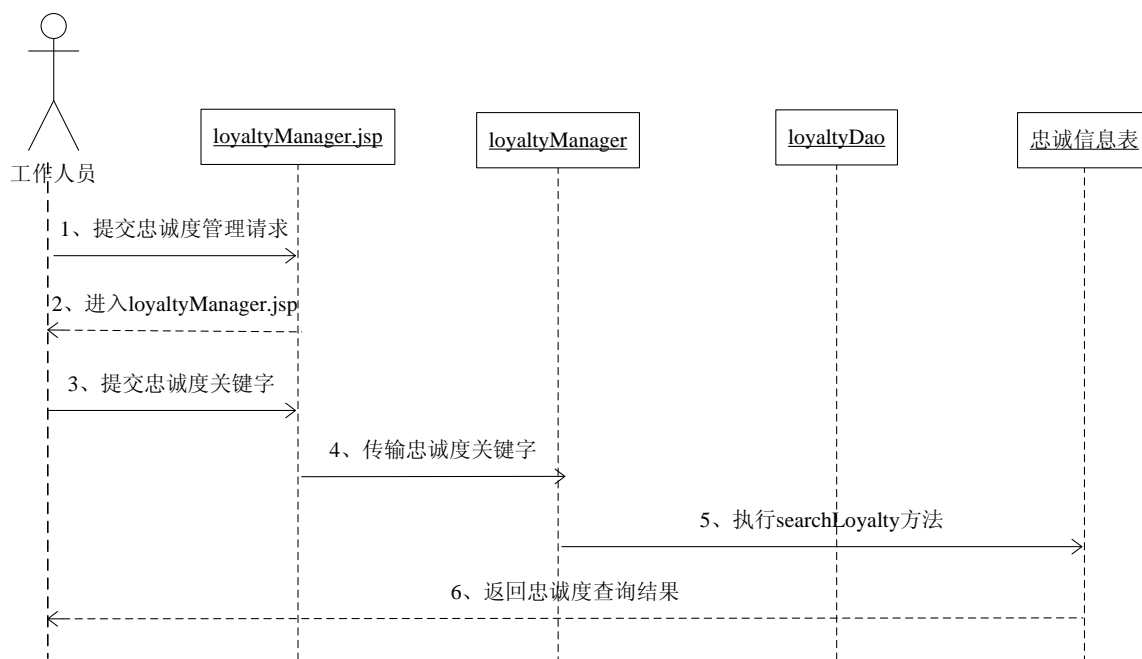 loyaltyManager.jsp
loyaltyManager
loyaltyDao
忠诚信息表
工作人员
1、提交忠诚度管理请求
2、进入loyaltyManager.jsp
3、提交忠诚度关键字
4、传输忠诚度关键字
5、执行searchLoyalty方法
6、返回忠诚度查询结果